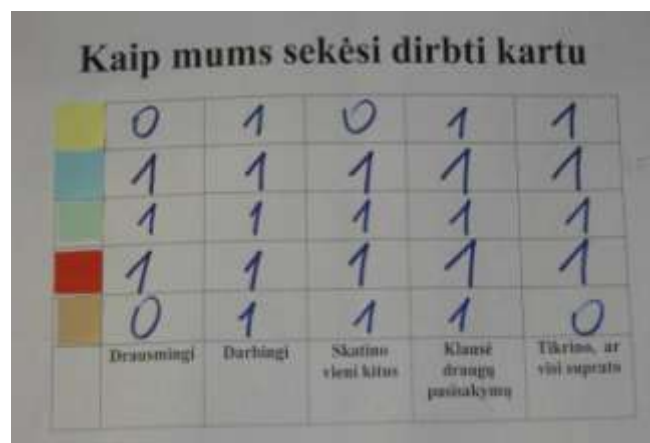 Kaip mums sekėsi dirbti kartu
0 1 0 1 1
1 1 1 1 1
1 1 1 1 1
1 1 1 1 1
0 1 1 1 0
Drausmingi Darbingi Skatino Klausė Tikrino, ar
vieni kitus draugų visi suprato
pasisakymų